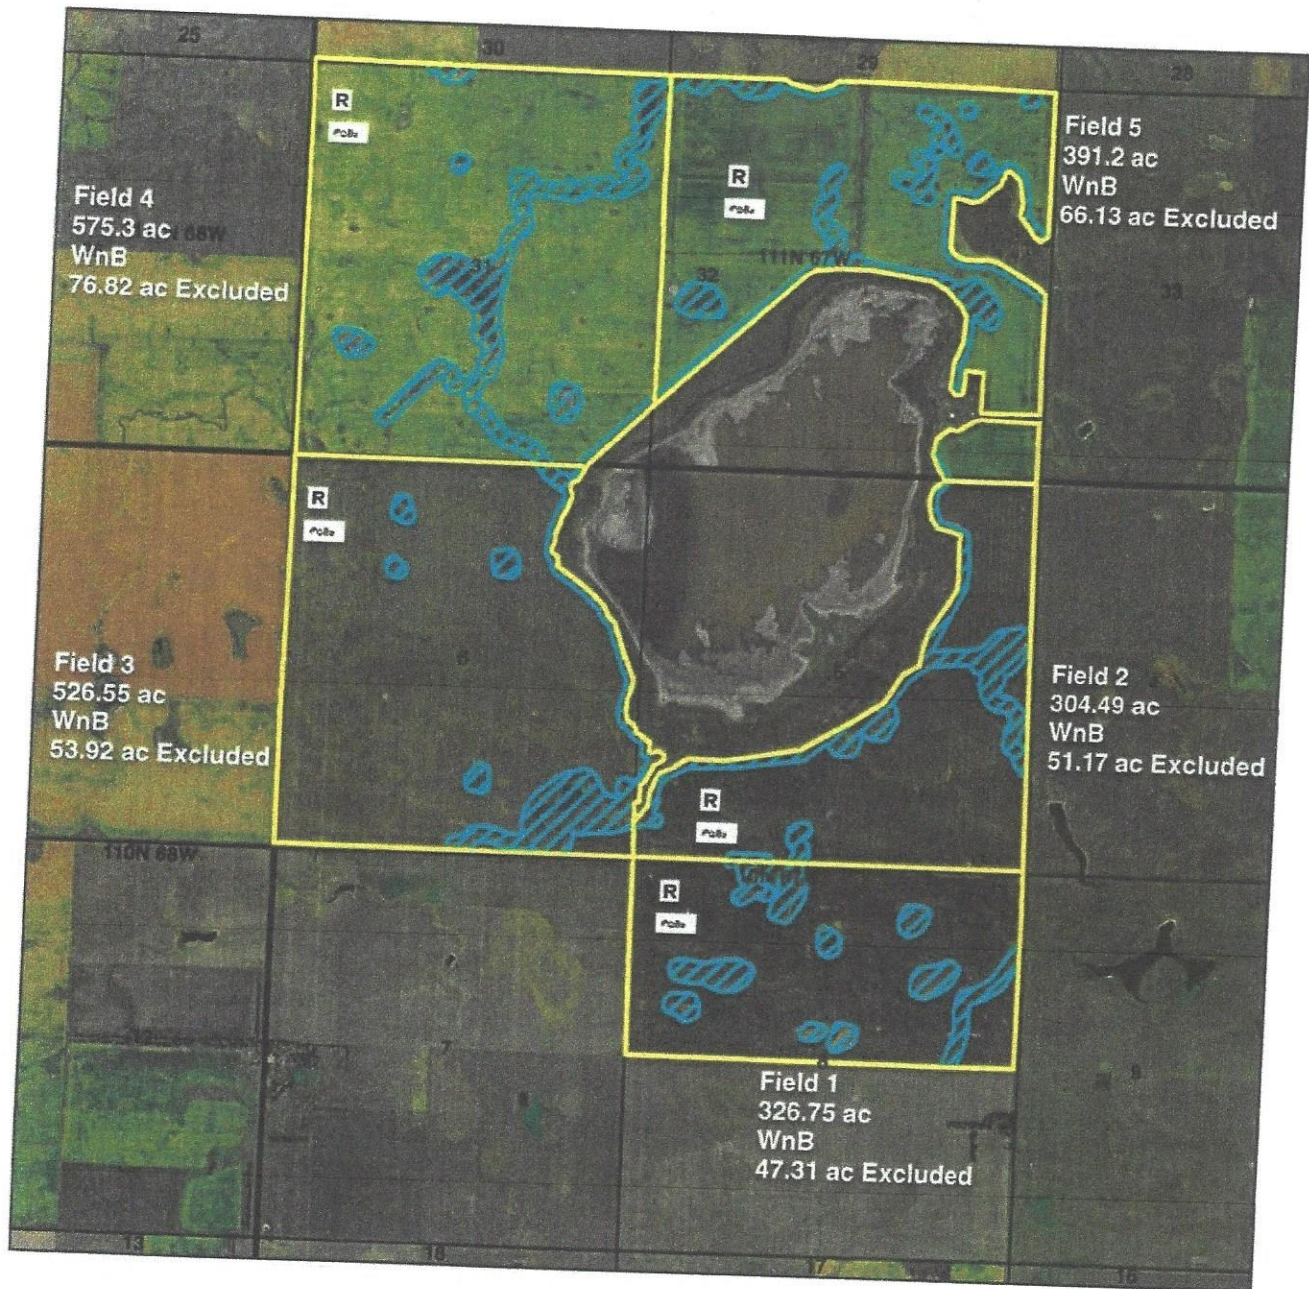 25
30
29
28
R
Field 5
391.2 ac
WnB
66.13 ac Excluded
R
Field 4
575.3 ac
WnB
76.82 ac Excluded
68W
111N 67W
31
32
33
R
6
Field 3
526.55 ac
WnB
53.92 ac Excluded
Field 2
304.49 ac
WnB
51.17 ac Excluded
R
110N 68W
R
7
9
Field 1
326.75 ac
WnB
47.31 ac Excluded
13
18
17
16